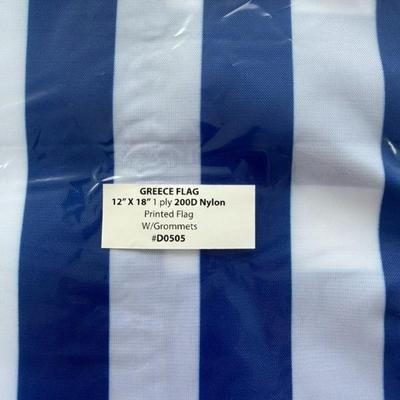 GREECE FLAG
12” X 18” 1 ply 200D Nylon
Printed Flag
W/Grommets
#D0505